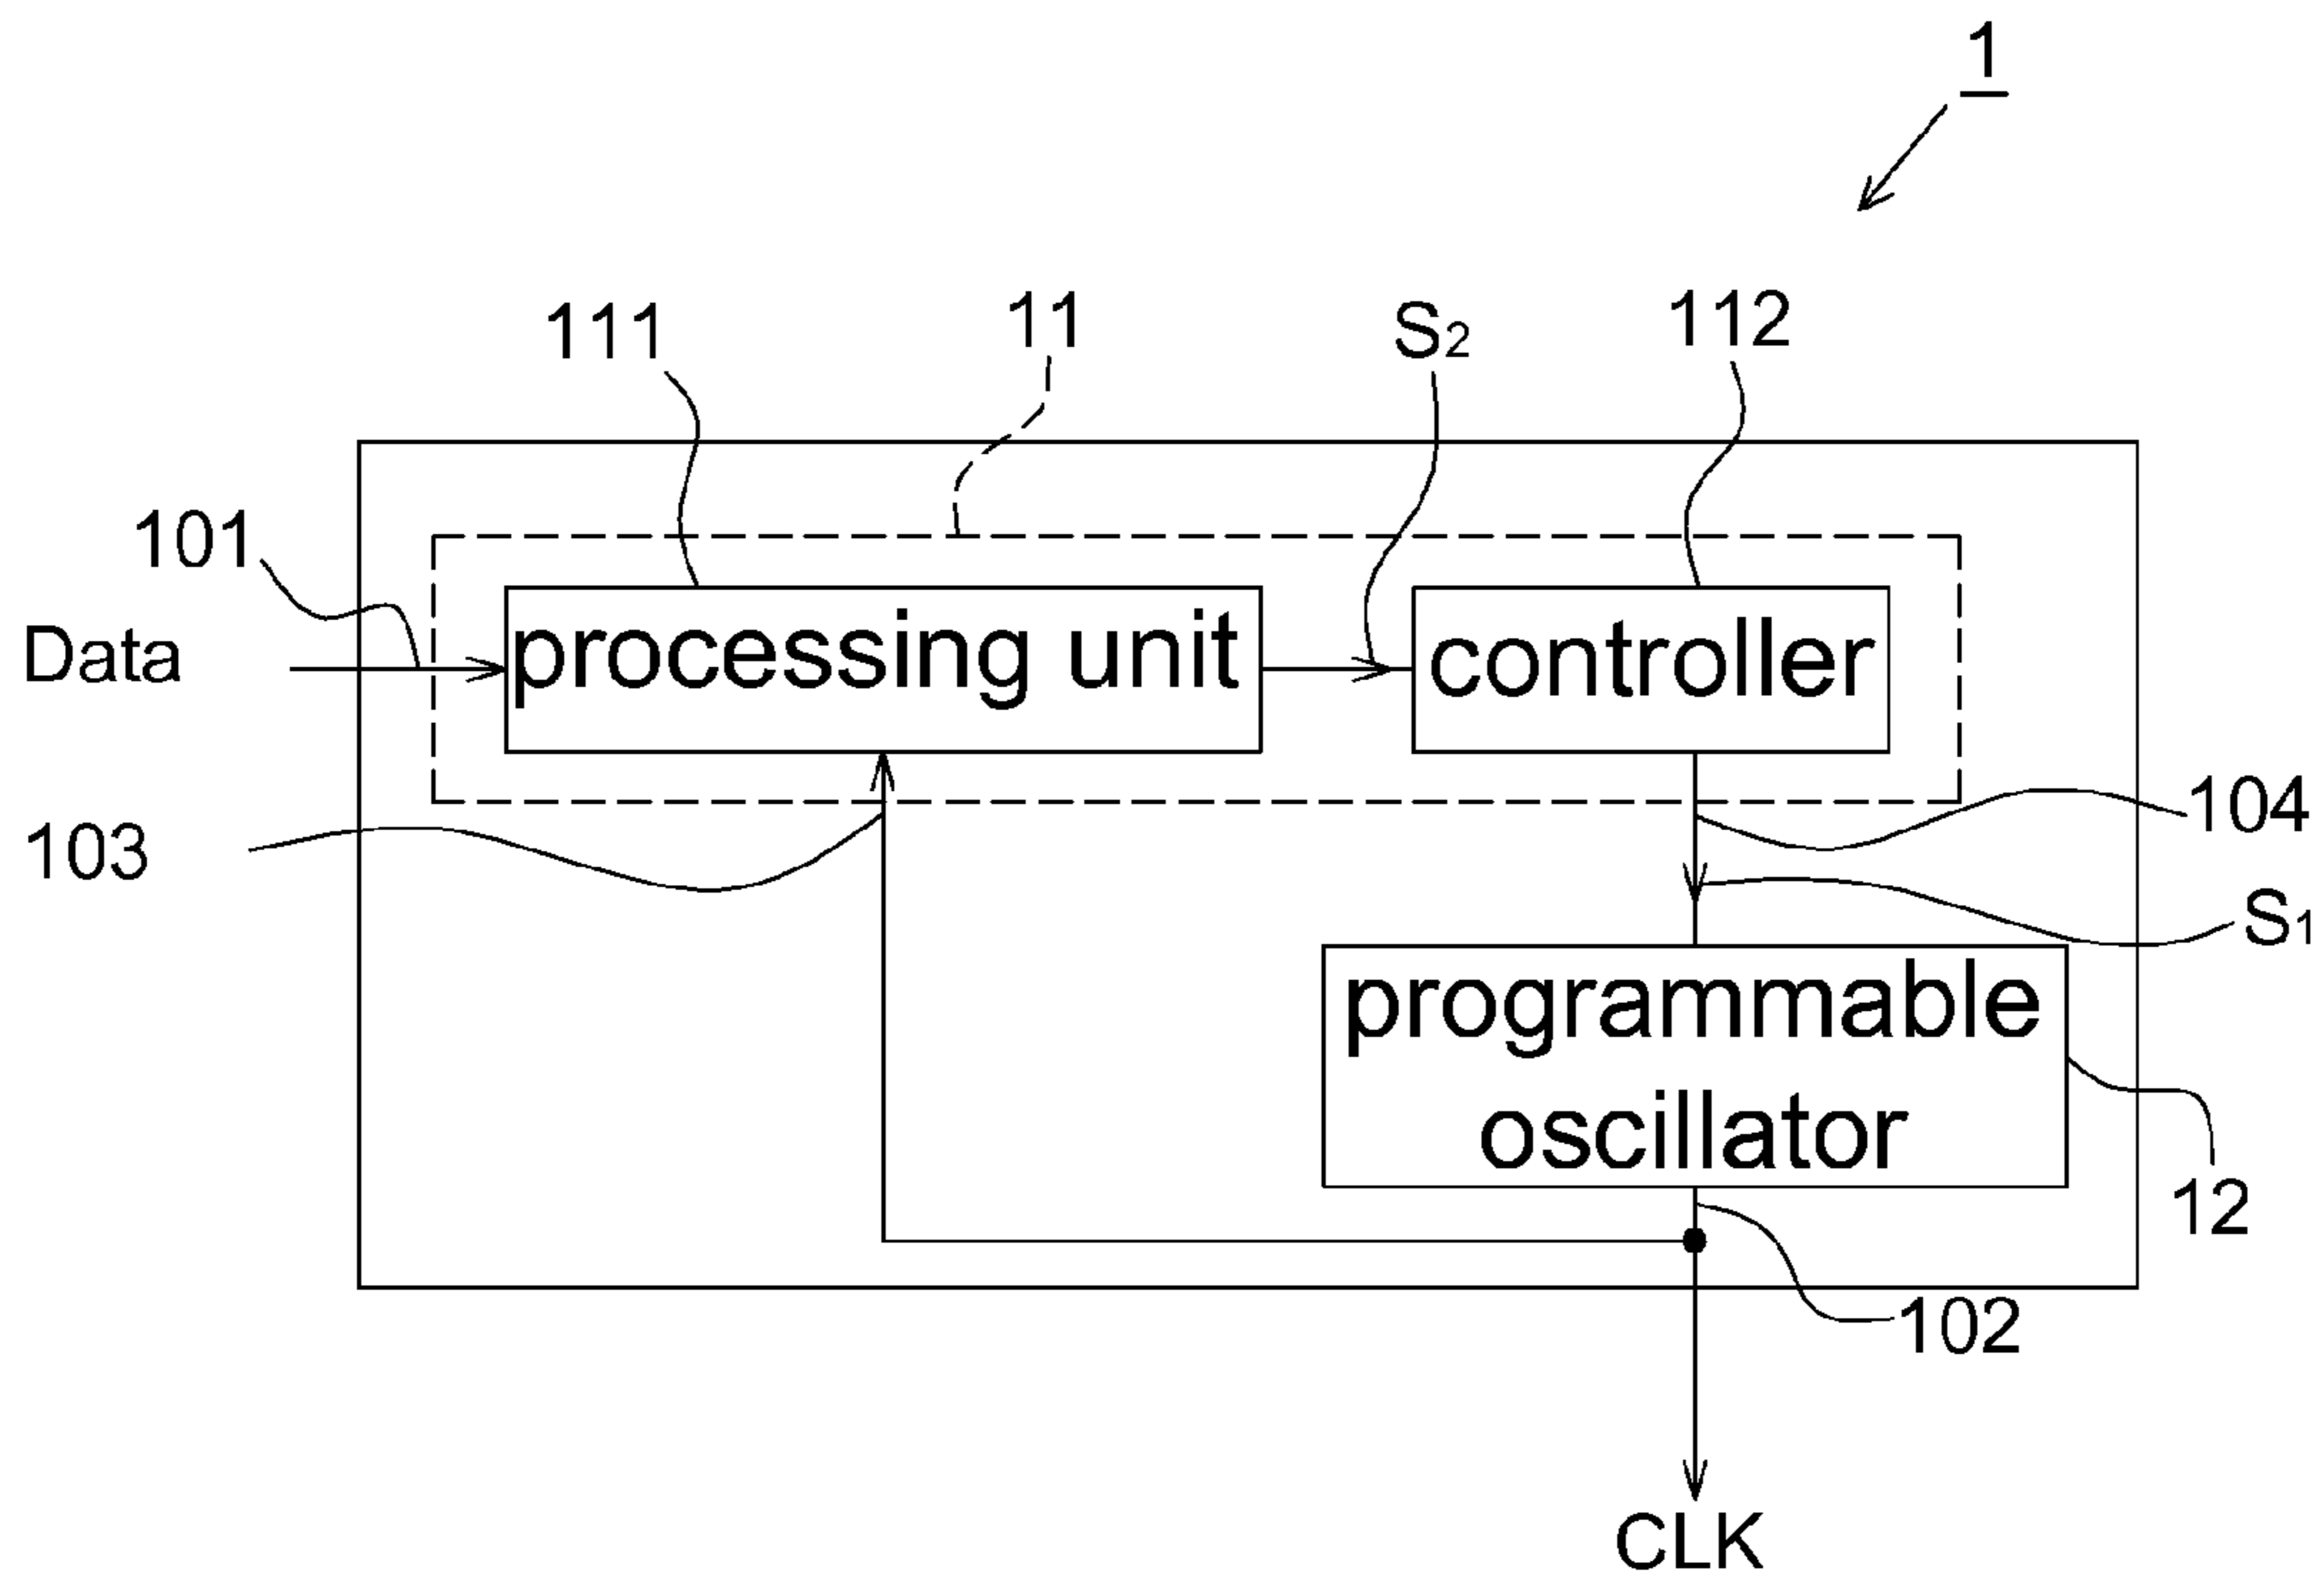 1
111
11
S2
112
101
Data
processing unit
controller
103
104
S1
programmable
oscillator
12
102
CLK